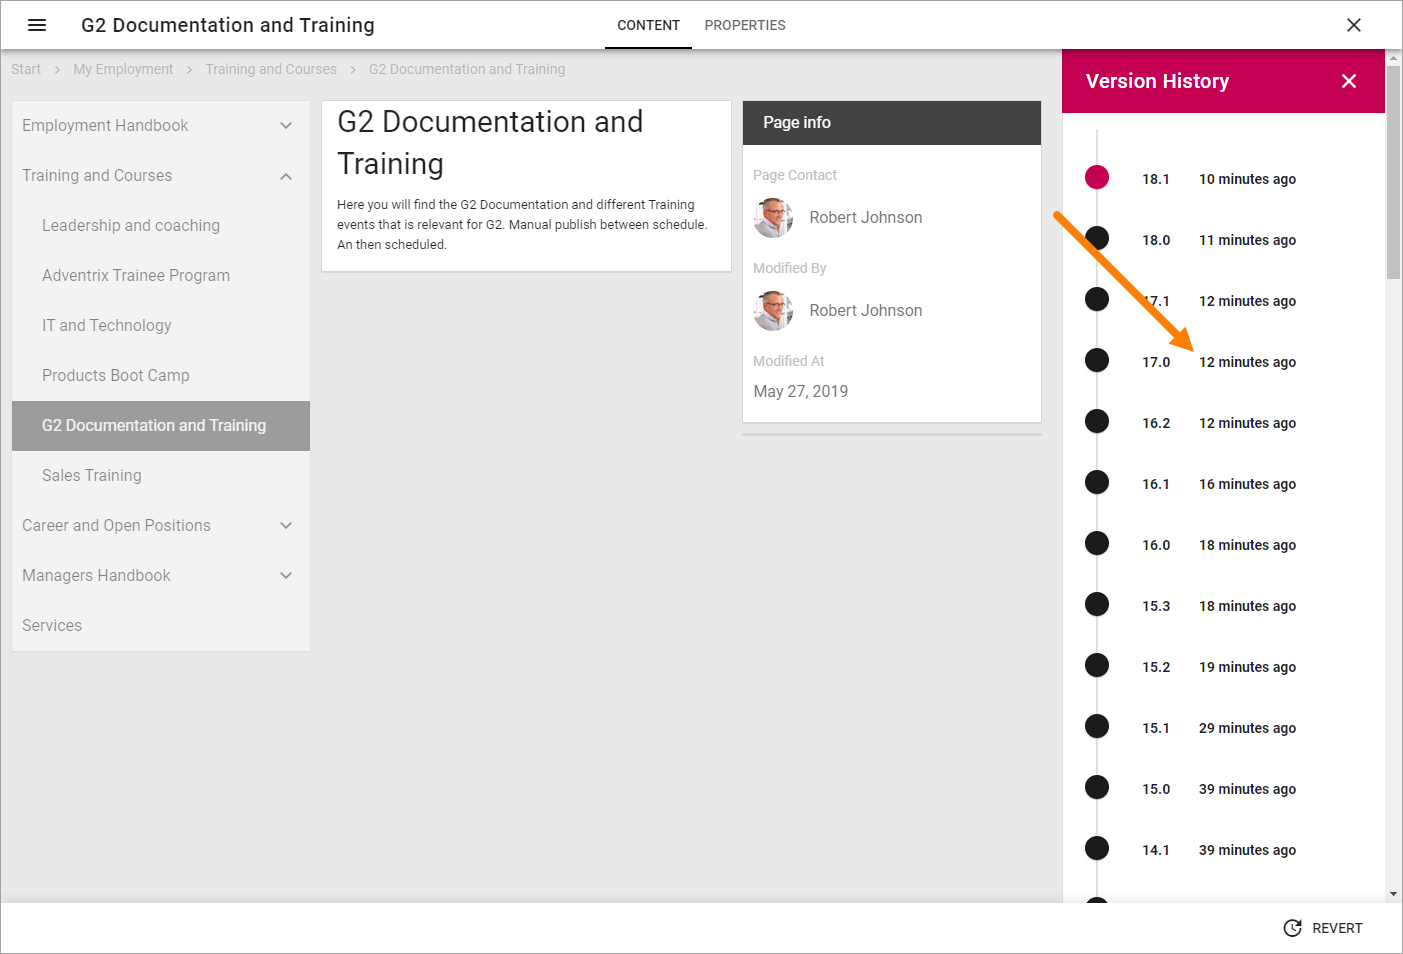 G2 Documentation and Training
CONTENT
PROPERTIES
Start
My Employment
Training and Courses
G2 Documentation and Training
Employment Handbook
Training and Courses
Leadership and coaching
Adventrix Trainee Program
IT and Technology
Products Boot Camp
G2 Documentation and Training
Sales Training
Career and Open Positions
Managers Handbook
Services
G2 Documentation and
Training
Here you will find the G2 Documentation and different Training
events that is relevant for G2. Manual publish between schedule.
An then scheduled.
Page info
Page Contact
Robert Johnson
Modified By
Robert Johnson
Modified At
May 27, 2019
Version History
18.1 10 minutes ago
18.0 11 minutes ago
17.1 12 minutes ago
17.0 12 minutes ago
16.2 12 minutes ago
16.1 16 minutes ago
16.0 18 minutes ago
15.3 18 minutes ago
15.2 19 minutes ago
15.1 29 minutes ago
15.0 39 minutes ago
14.1 39 minutes ago
REVERT